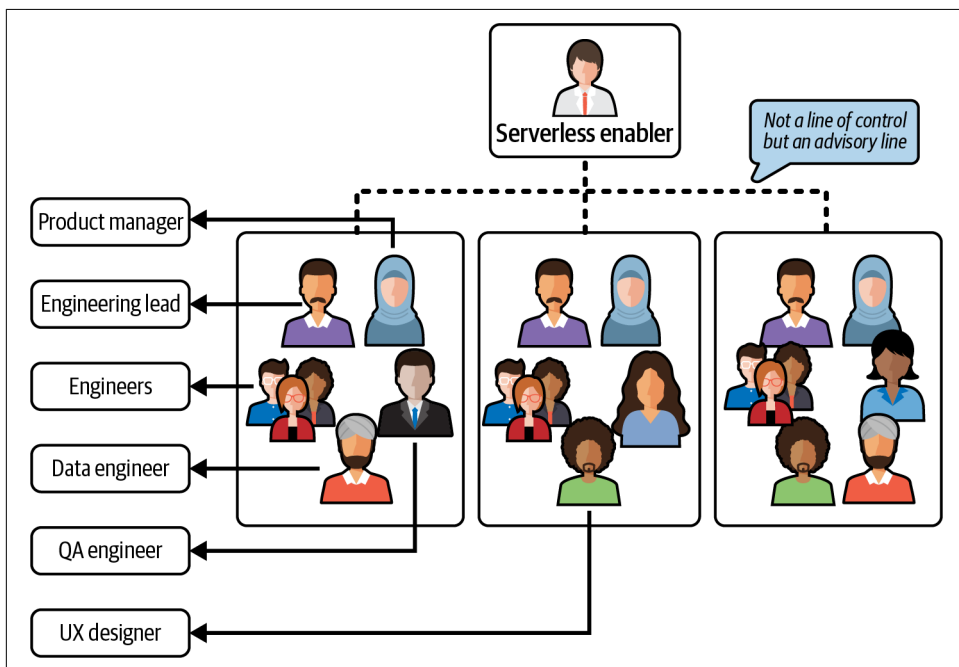 Serverless enabler
Not a line of control
but an advisory line
Product manager
Engineering lead
Engineers
Data engineer
QA engineer
UX designer